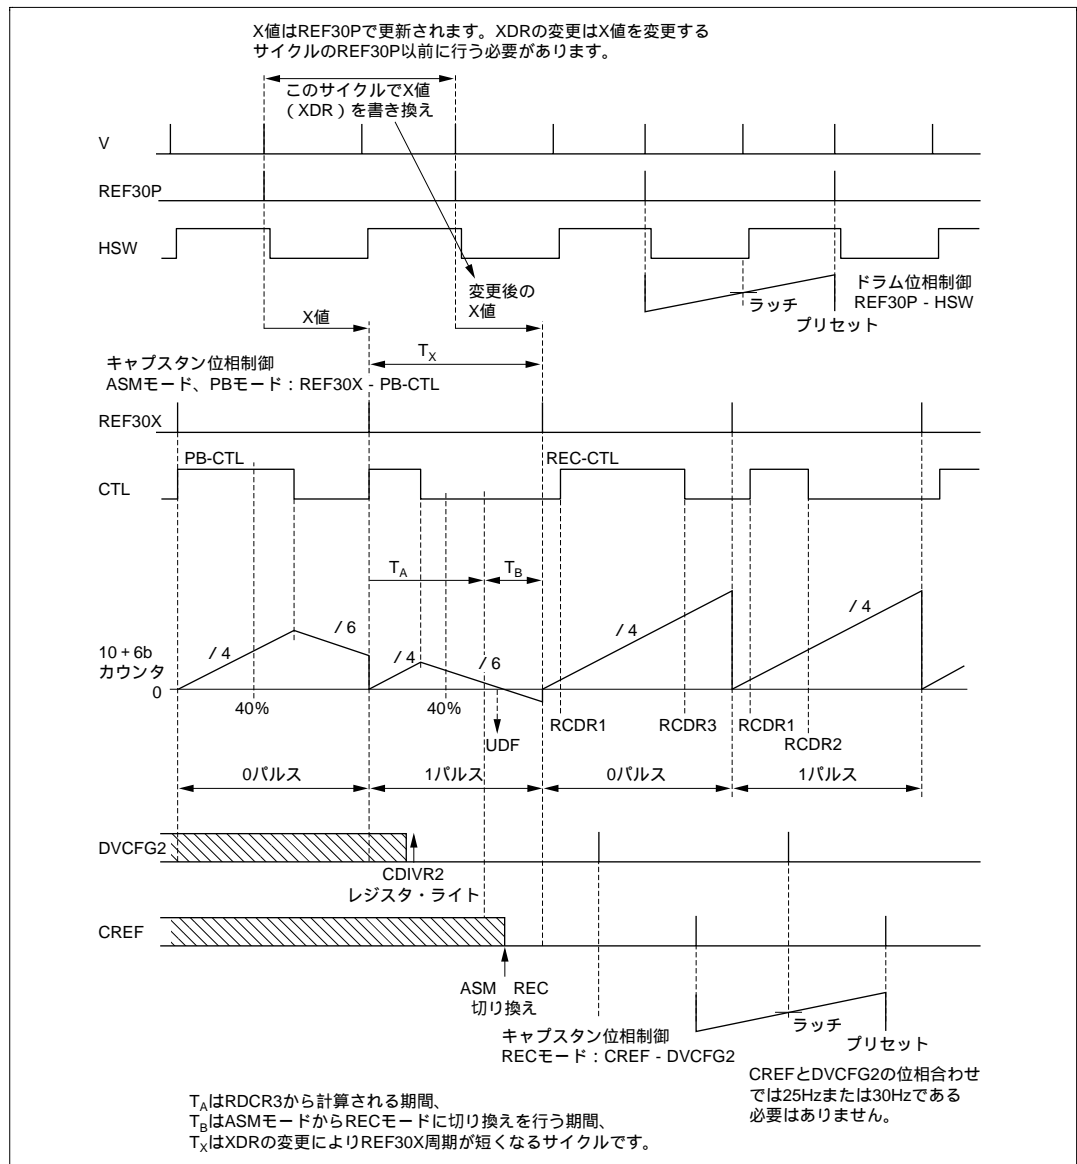 X値はREF30Pで更新されます。XDRの変更はX値を変更する
サイクルのREF30P以前に行う必要があります。
このサイクルでX値
（XDR）を書き換え
V
REF30P
HSW
変更後の
X値
ラッチ
プリセット
ドラム位相制御
REF30P - HSW
X値
TX
キャプスタン位相制御
ASMモード、PBモード：REF30X - PB-CTL
REF30X
PB-CTL
REC-CTL
CTL
TA
TB
/ 4
/ 6
/ 4
/ 6
/ 4
/ 4
10 + 6b
カウンタ
0
40%
40%
UDF
RCDR1
RCDR3
RCDR1
RCDR2
0パルス
1パルス
0パルス
1パルス
DVCFG2
CDIVR2
レジスタ・ライト
CREF
ASM REC
切り換え
キャプスタン位相制御
RECモード：CREF - DVCFG2
ラッチ
プリセット
CREFとDVCFG2の位相合わせ
では25Hzまたは30Hzである
必要はありません。
TAはRDCR3から計算される期間、
TBはASMモードからRECモードに切り換えを行う期間、
TXはXDRの変更によりREF30X周期が短くなるサイクルです。